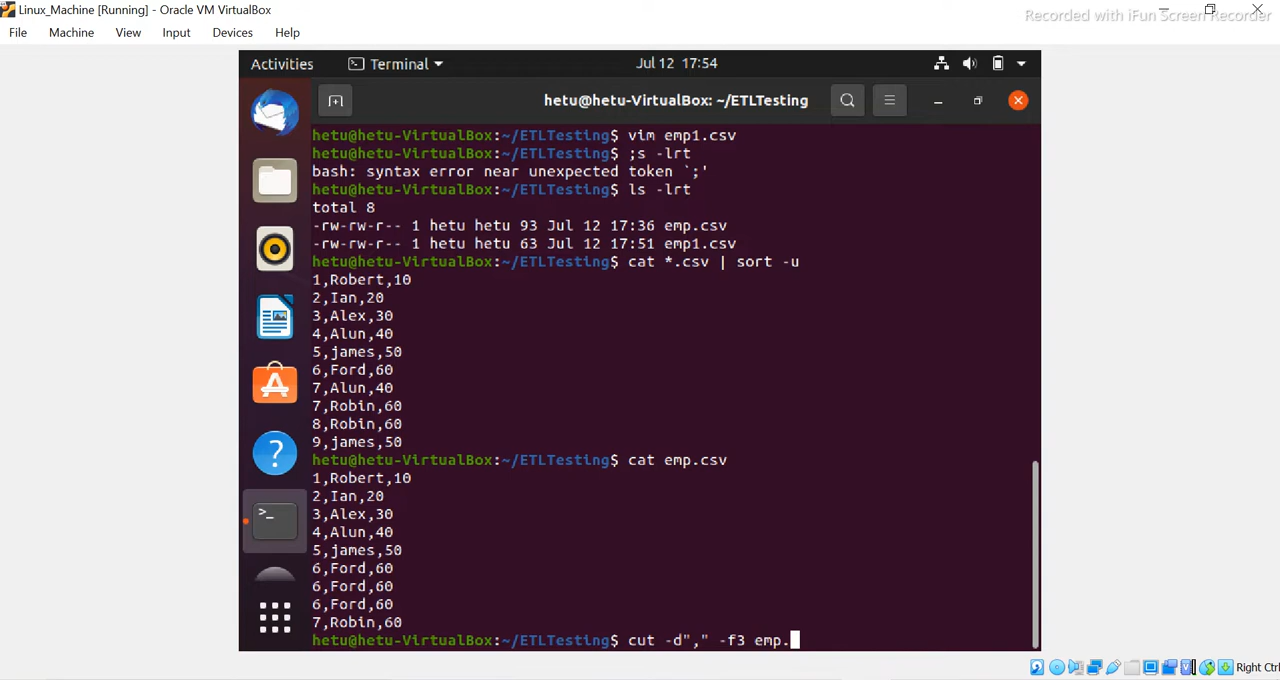 Linux_Machine [Running] - Oracle VM VirtualBox
Recorded with iFun Screen Recorder
File Machine View Input Devices Help
Activities Terminal Jul 12 17:54
hetu@hetu-VirtualBox: ~/ETLTesting
hetu@hetu-VirtualBox:~/ETLTesting$ vim emp1.csv
hetu@hetu-VirtualBox:~/ETLTesting$ ;s -lrt
bash: syntax error near unexpected token `;'
hetu@hetu-VirtualBox:~/ETLTesting$ ls -lrt
total 8
-rw-rw-r-- 1 hetu hetu 93 Jul 12 17:36 emp.csv
-rw-rw-r-- 1 hetu hetu 63 Jul 12 17:51 emp1.csv
hetu@hetu-VirtualBox:~/ETLTesting$ cat *.csv | sort -u
1,Robert,10
2,Ian,20
3,Alex,30
4,Alun,40
5,james,50
6,Ford,60
7,Alun,40
7,Robin,60
8,Robin,60
9,james,50
hetu@hetu-VirtualBox:~/ETLTesting$ cat emp.csv
1,Robert,10
2,Ian,20
3,Alex,30
4,Alun,40
5,james,50
6,Ford,60
6,Ford,60
6,Ford,60
7,Robin,60
hetu@hetu-VirtualBox:~/ETLTesting$ cut -d"," -f3 emp.
Right Ctrl